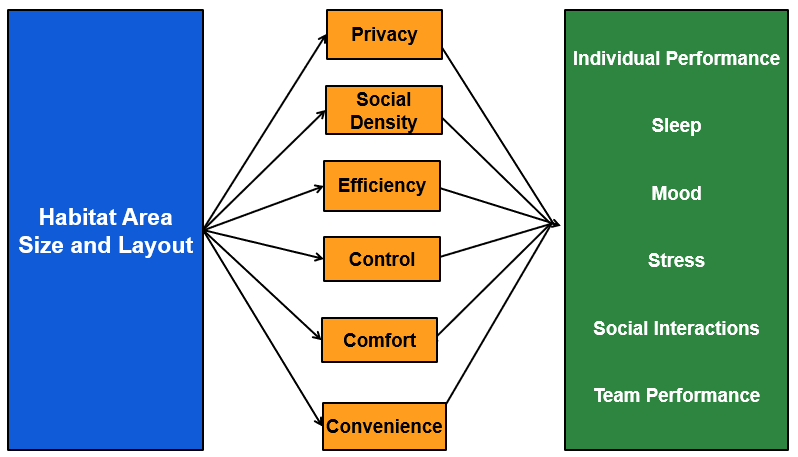 Habitat Area
Size and Layout
Privacy
Social
Density
Efficiency
Control
Comfort
Convenience
Individual Performance
Sleep
Mood
Stress
Social Interactions
Team Performance